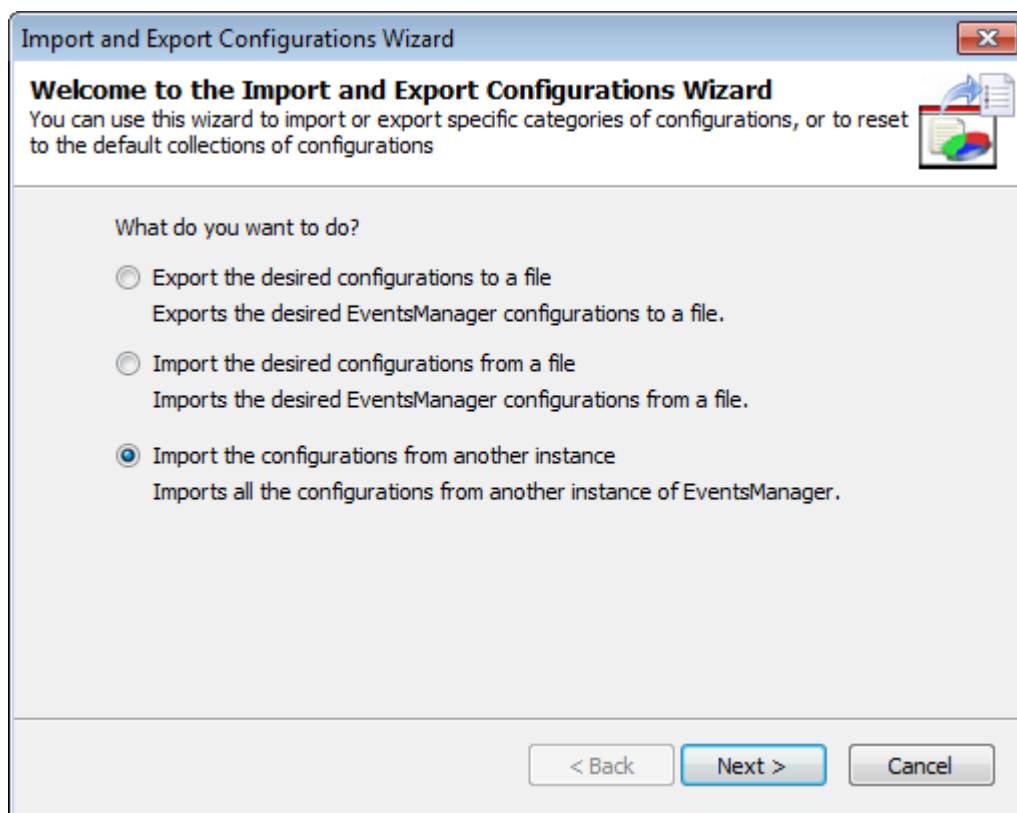 Import and Export Configurations Wizard
Welcome to the Import and Export Configurations Wizard
You can use this wizard to import or export specific categories of configurations, or to reset
to the default collections of configurations
What do you want to do?
Export the desired configurations to a file
Exports the desired EventsManager configurations to a file.
Import the desired configurations from a file
Imports the desired EventsManager configurations from a file.
Import the configurations from another instance
Imports all the configurations from another instance of EventsManager.
< Back
Next >
Cancel